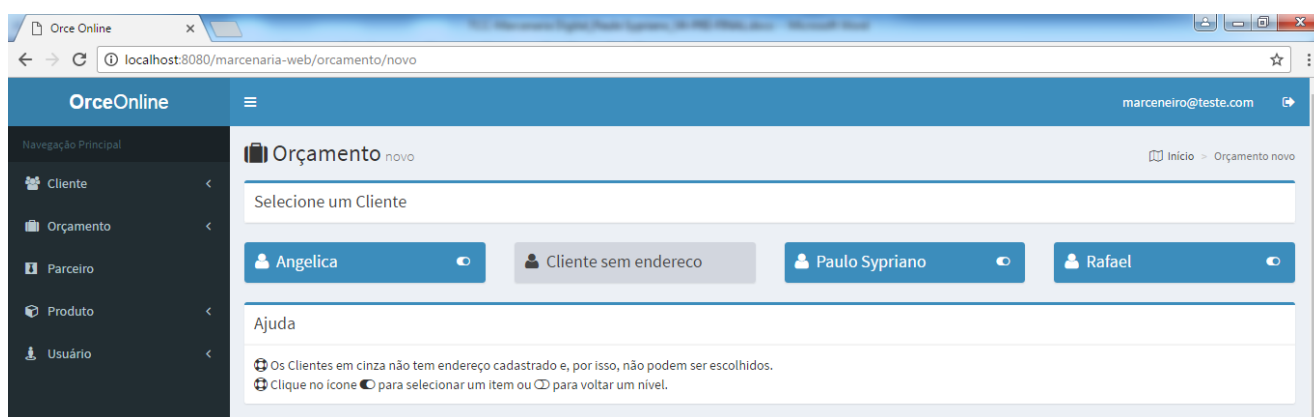 Orce Online
localhost:8080/marcenaria-web/orcamento/novo
OrceOnline
marceneiro@teste.com
Navegação Principal
Cliente
Orçamento
Parceiro
Produto
Usuário
Orçamento novo
Início > Orçamento novo
Selecione um Cliente
Angelica
Cliente sem endereco
Paulo Sypriano
Rafael
Ajuda
Os Clientes em cinza não tem endereço cadastrado e, por isso, não podem ser escolhidos.
Clique no ícone para selecionar um item ou para voltar um nível.